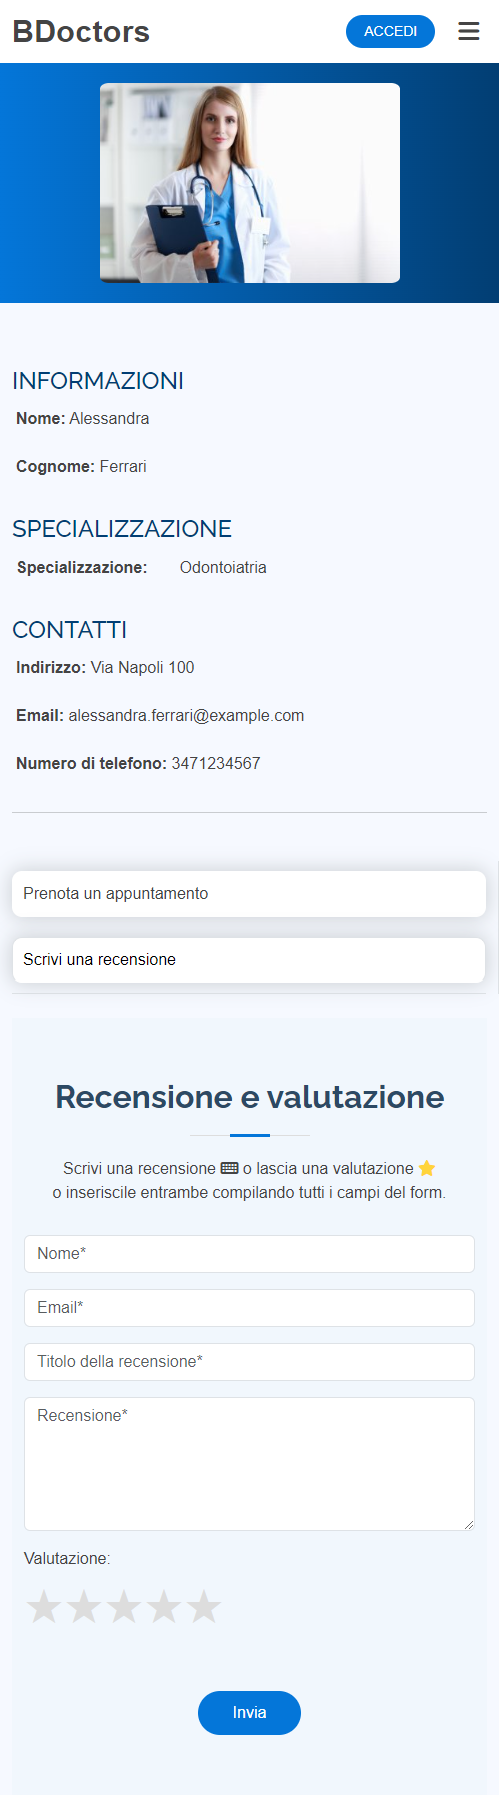 BDoctors
ACCEDI
INFORMAZIONI
Nome: Alessandra
Cognome: Ferrari
SPECIALIZZAZIONE
Specializzazione: Odontoiatria
CONTATTI
Indirizzo: Via Napoli 100
Email: alessandra.ferrari@example.com
Numero di telefono: 3471234567
Prenota un appuntamento
Scrivi una recensione
Recensione e valutazione
Scrivi una recensione o lascia una valutazione
o inseriscile entrambe compilando tutti i campi del form.
Nome*
Email*
Titolo della recensione*
Recensione*
Valutazione:
Invia